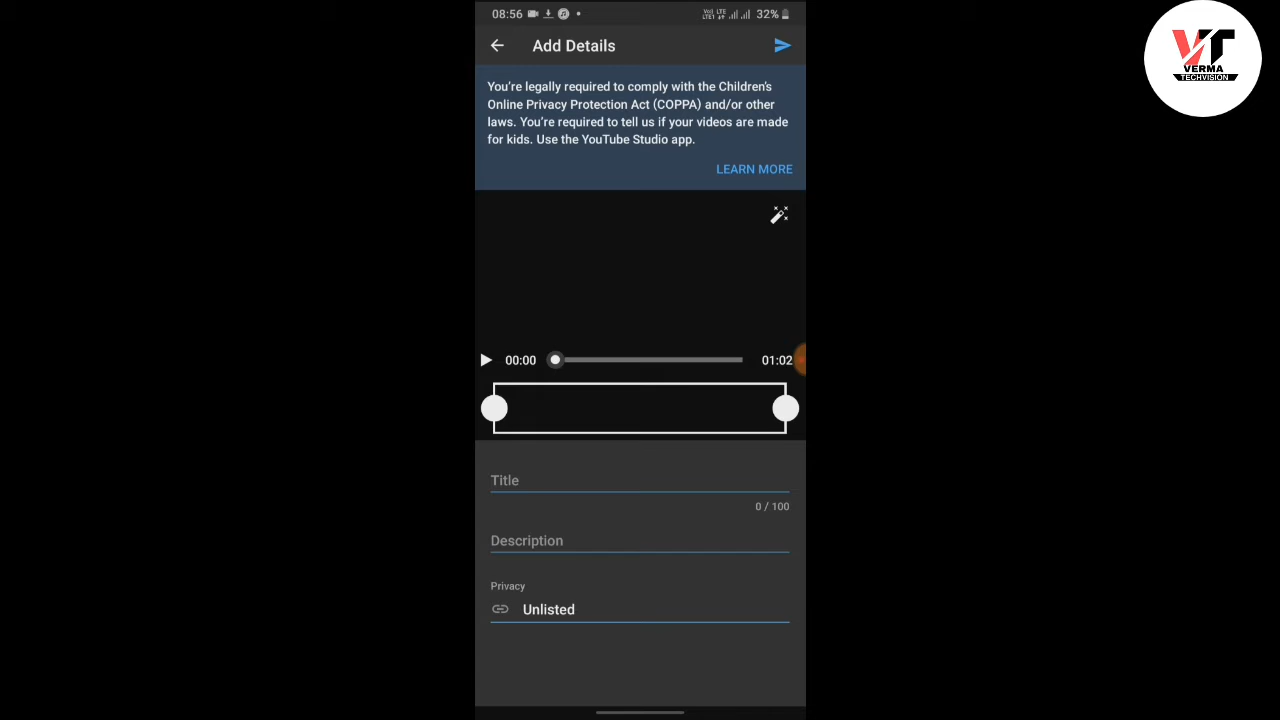 08:56
32%
Add Details
You're legally required to comply with the Children's
Online Privacy Protection Act (COPPA) and/or other
laws. You're required to tell us if your videos are made
for kids. Use the YouTube Studio app.
LEARN MORE
00:00
01:02
Title
0 / 100
Description
Privacy
Unlisted
VT
VERMA
TECHVISION